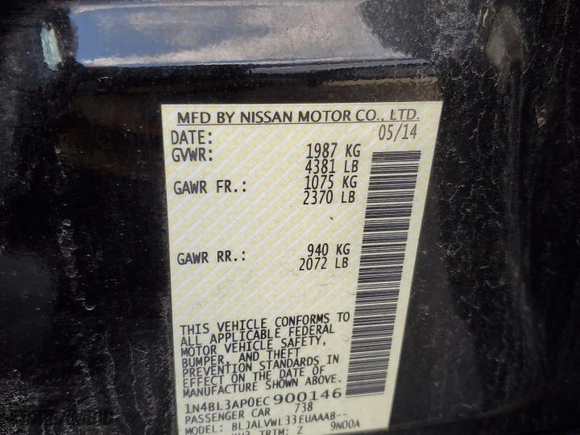 MFD BY NISSAN MOTOR CO., LTD.
DATE: 05/14
GVWR: 1987 KG
4381 LB
GAWR FR.: 1075 KG
2370 LB
GAWR RR.: 940 KG
2072 LB
THIS VEHICLE CONFORMS TO
ALL APPLICABLE FEDERAL
MOTOR VEHICLE SAFETY,
BUMPER, AND THEFT
PREVENTION STANDARDS IN
EFFECT ON THE DATE OF
MANUFACTURE SHOWN ABOVE.
1N4BL3AP0EC900146
PASSENGER CAR 738
MODEL: BLJALVWL33EUAAAB--
TRIM: Z 9N00A